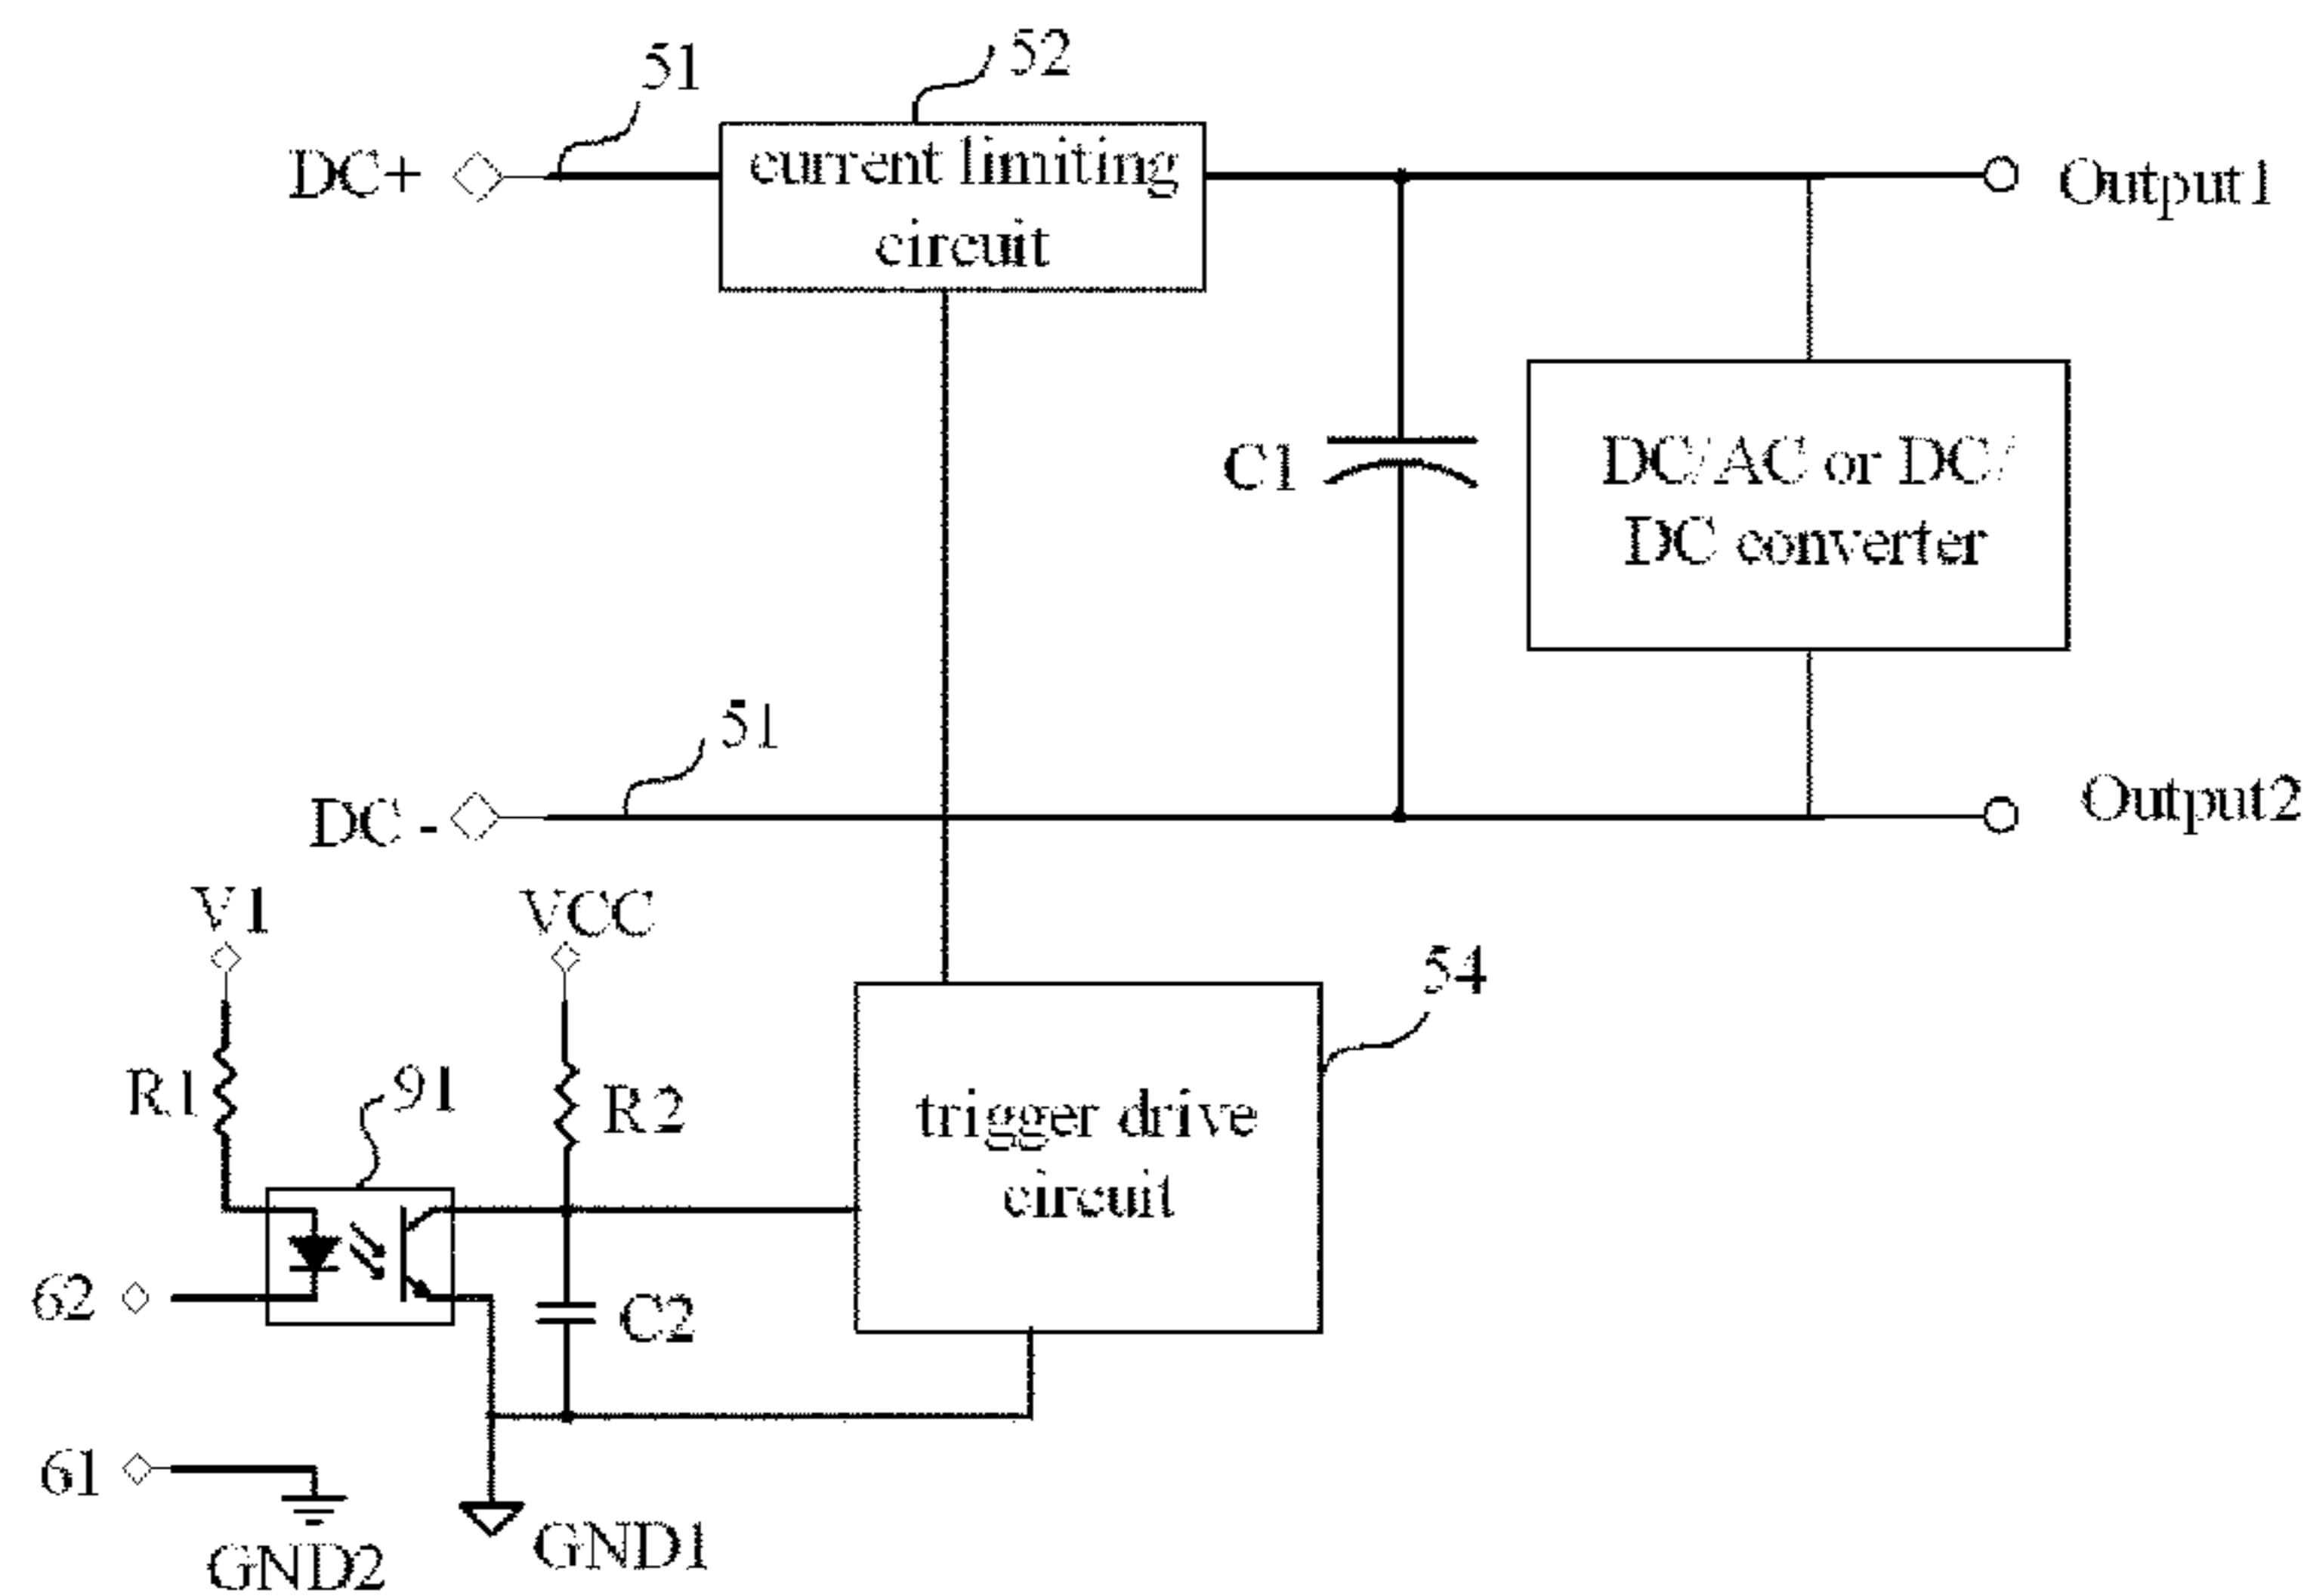 52
51
DC+
current limiting
circuit
Output1
C1
DC/AC or DC/
DC converter
51
DC -
Output2
V1
VCC
54
R1
91
R2
trigger drive
circuit
62
C2
61
GND2
GND1